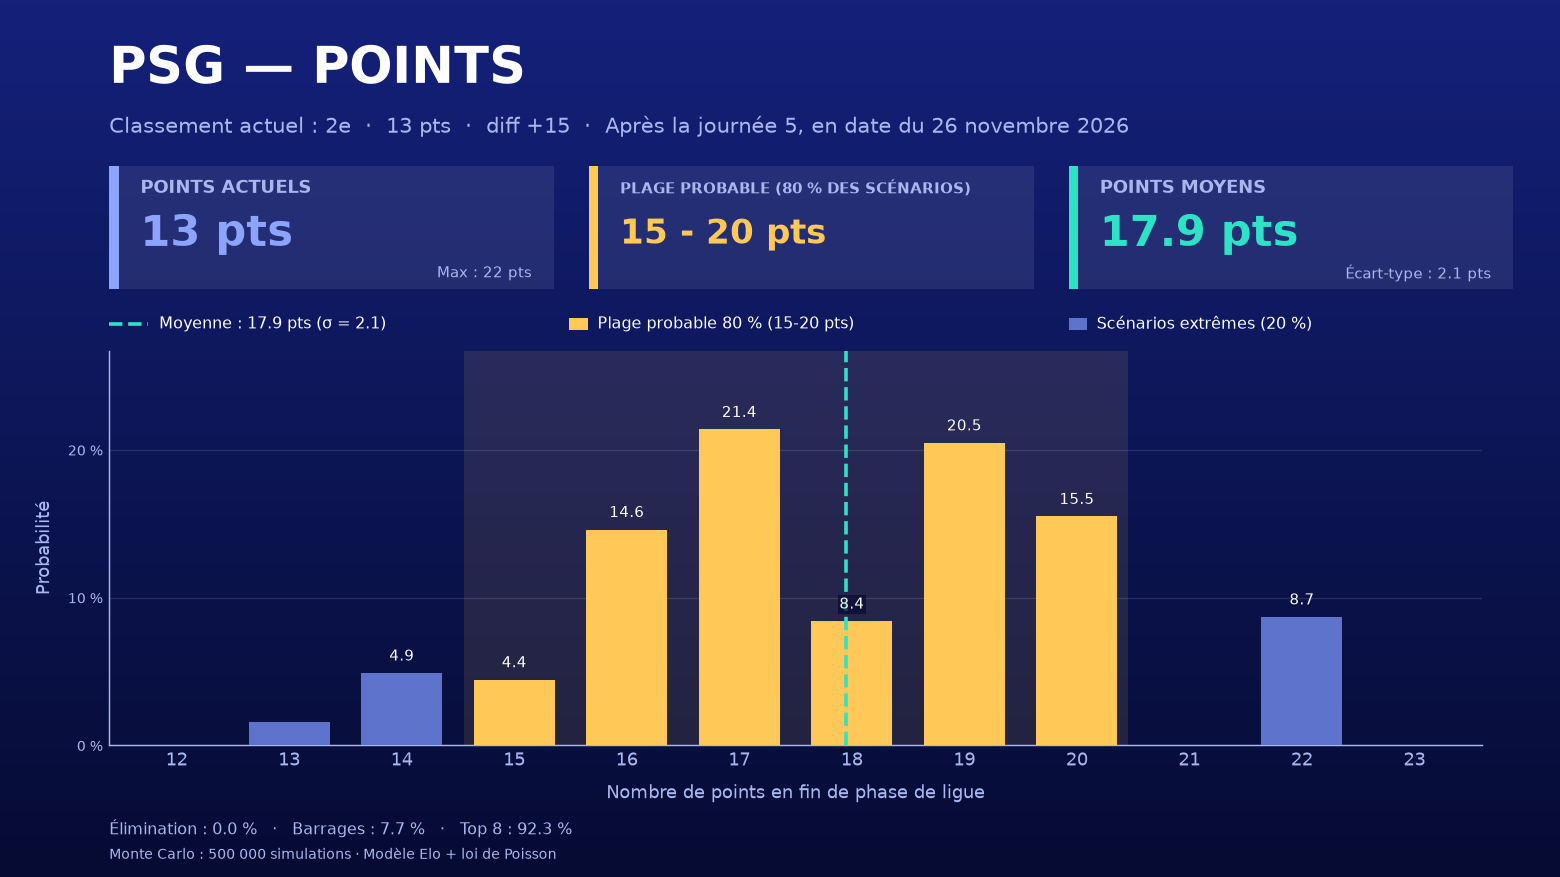 PSG — POINTS
Classement actuel : 2e · 13 pts · diff +15 · Après la journée 5, en date du 26 novembre 2026
POINTS ACTUELS
13 pts
Max : 22 pts
PLAGE PROBABLE (80 % DES SCÉNARIOS)
15 - 20 pts
POINTS MOYENS
17.9 pts
Écart-type : 2.1 pts
Moyenne : 17.9 pts (σ = 2.1)
Plage probable 80 % (15-20 pts)
Scénarios extrêmes (20 %)
Probabilité
20 %
10 %
0 %
4.9
4.4
14.6
21.4
8.4
20.5
15.5
8.7
12 13 14 15 16 17 18 19 20 21 22 23
Nombre de points en fin de phase de ligue
Élimination : 0.0 % · Barrages : 7.7 % · Top 8 : 92.3 %
Monte Carlo : 500 000 simulations · Modèle Elo + loi de Poisson